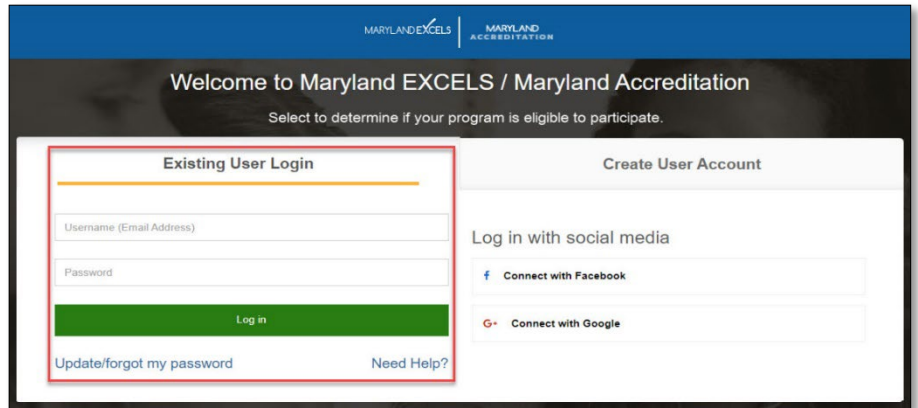 MARYLAND EXCELS
MARYLAND
ACCREDITATION
Welcome to Maryland EXCELS / Maryland Accreditation
Select to determine if your program is eligible to participate.
Existing User Login
Create User Account
Username (Email Address)
Password
Log in
Update/forgot my password
Need Help?
Log in with social media
f Connect with Facebook
G+ Connect with Google